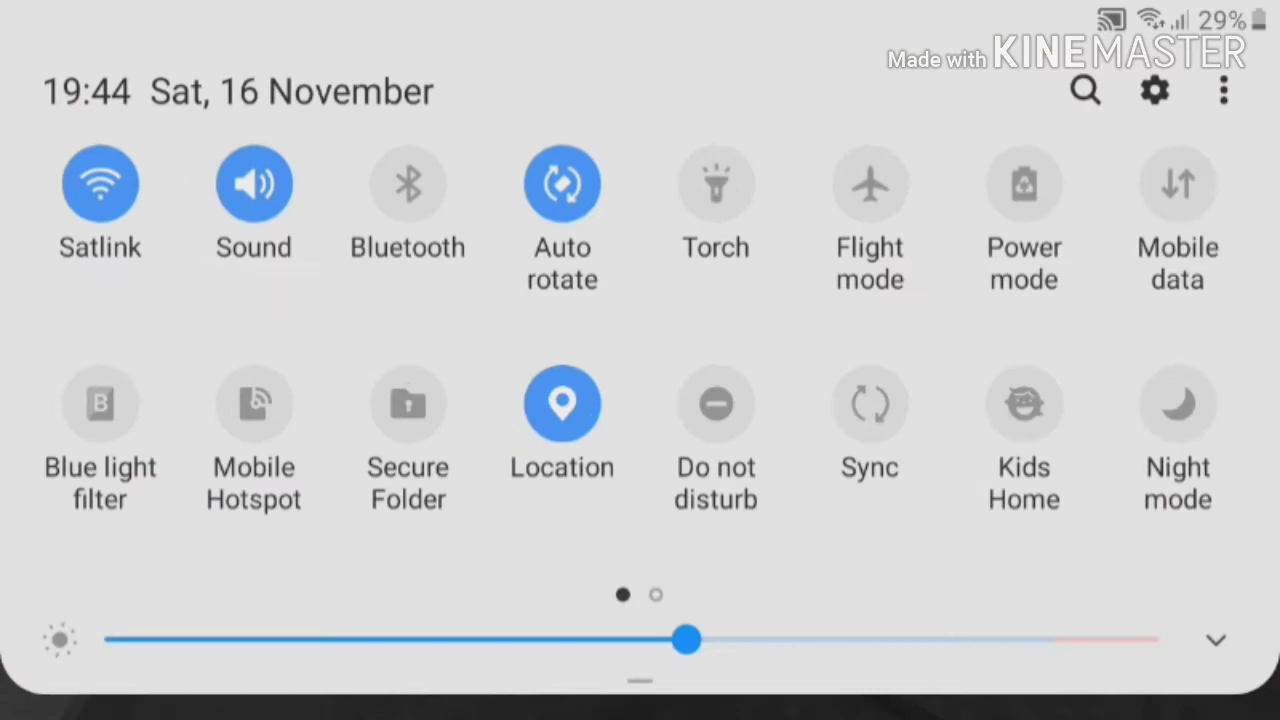 29%
Made with KINEMASTER
19:44 Sat, 16 November
Satlink Sound Bluetooth Auto rotate Torch Flight mode Power mode Mobile data
B
Blue light filter Mobile Hotspot Secure Folder Location Do not disturb Sync Kids Home Night mode